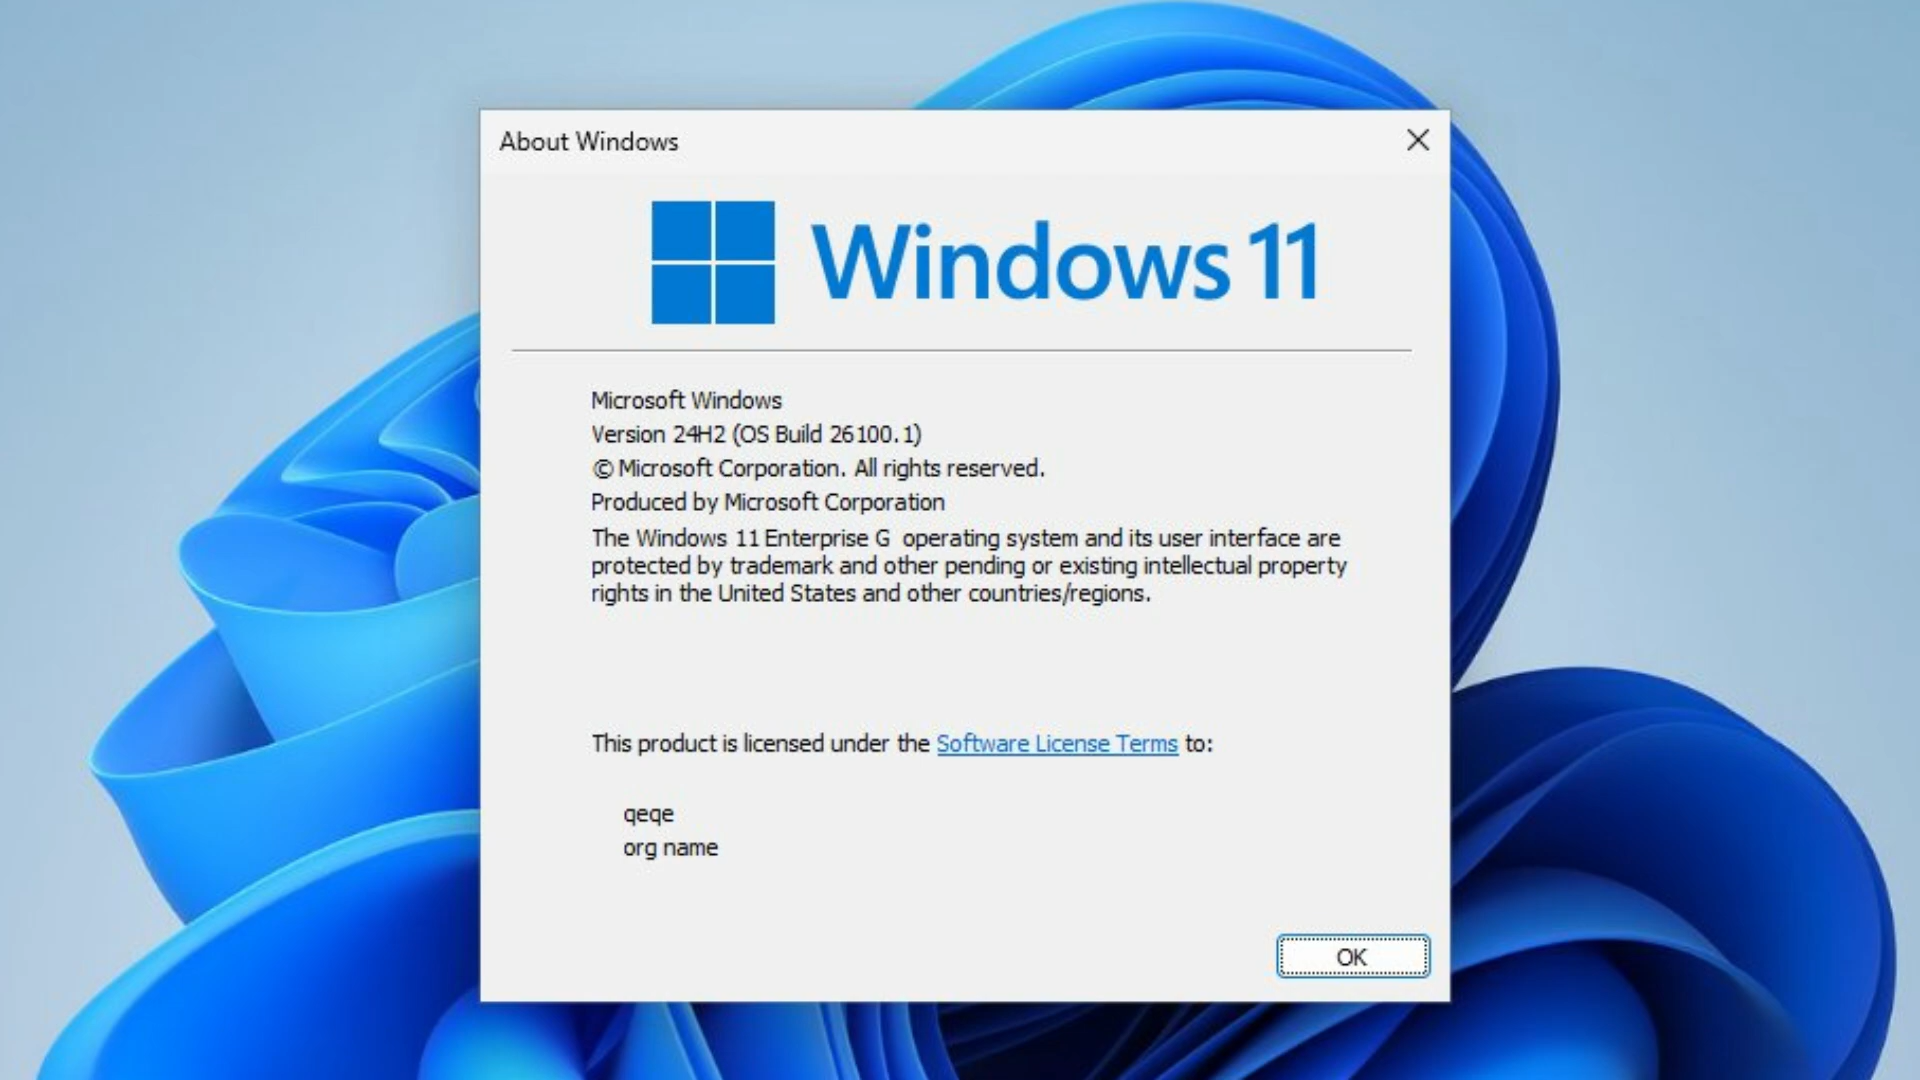 About Windows
Windows 11
Microsoft Windows
Version 24H2 (OS Build 26100.1)
© Microsoft Corporation. All rights reserved.
Produced by Microsoft Corporation
The Windows 11 Enterprise G operating system and its user interface are
protected by trademark and other pending or existing intellectual property
rights in the United States and other countries/regions.
This product is licensed under the Software License Terms to:
qeqe
org name
OK